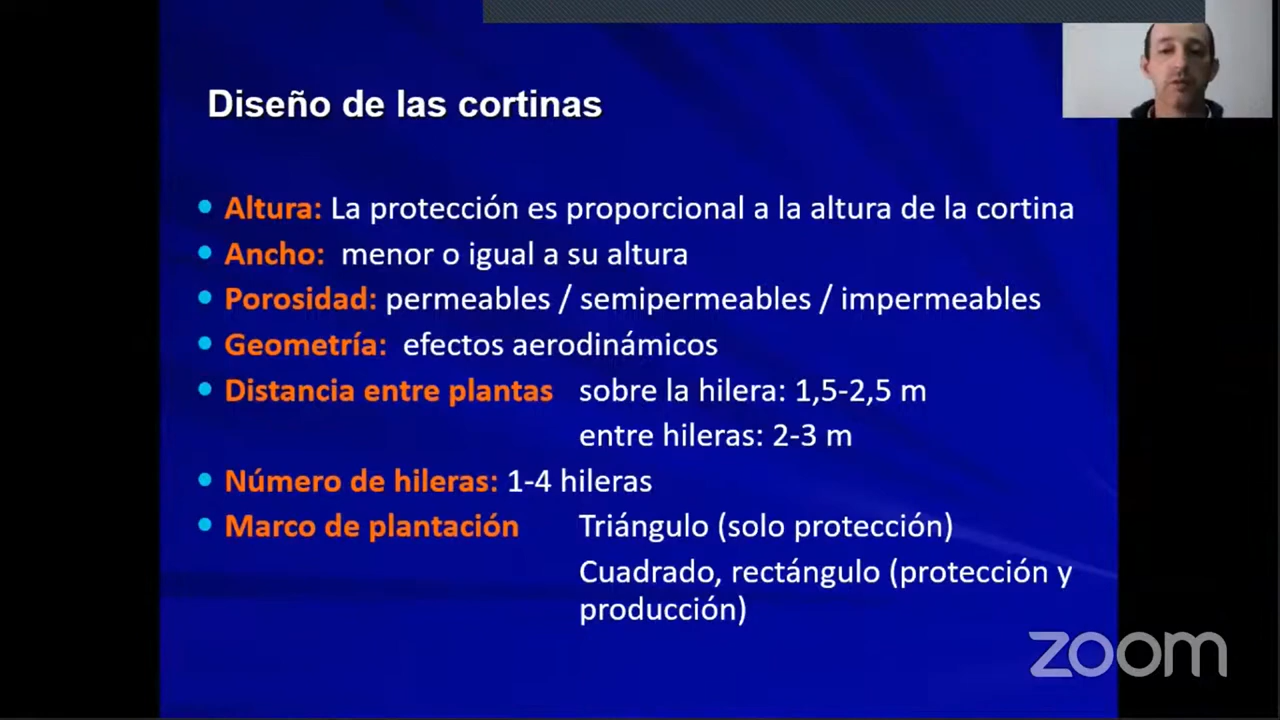 Diseño de las cortinas
• Altura: La protección es proporcional a la altura de la cortina
• Ancho: menor o igual a su altura
• Porosidad: permeables / semipermeables / impermeables
• Geometría: efectos aerodinámicos
• Distancia entre plantas sobre la hilera: 1,5-2,5 m
entre hileras: 2-3 m
• Número de hileras: 1-4 hileras
• Marco de plantación Triángulo (solo protección)
Cuadrado, rectángulo (protección y
producción)
zoom